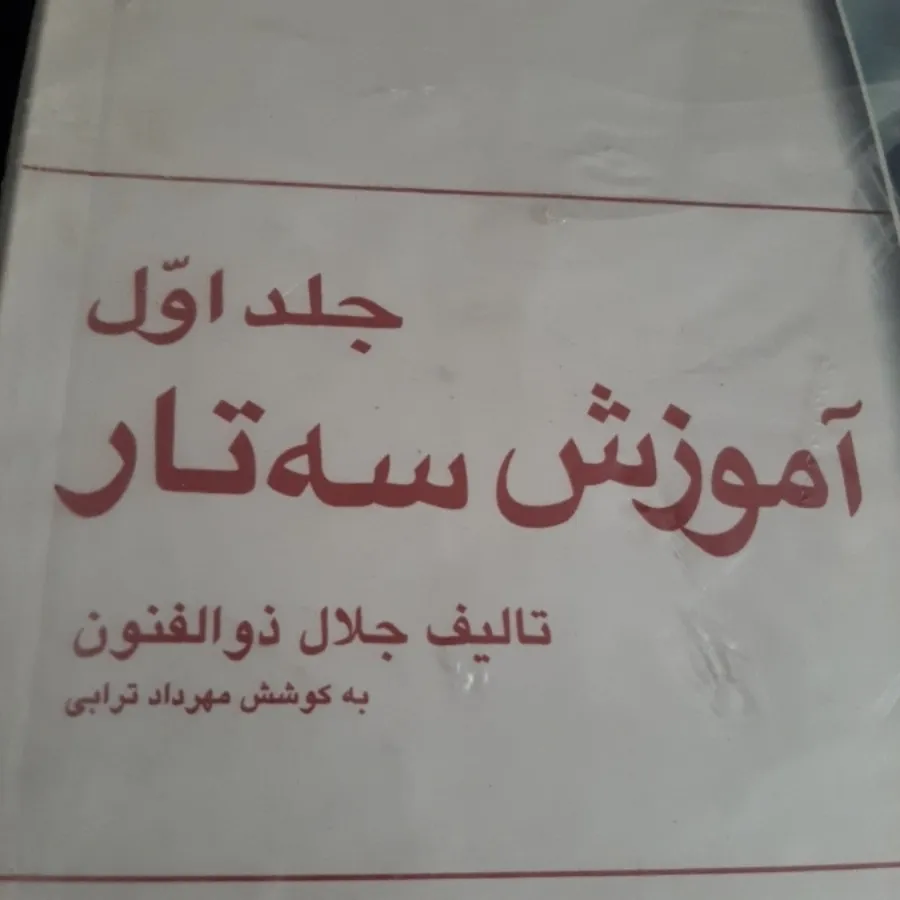 جلد اوّل
آموزش سه‌تار
تالیف جلال ذوالفنون
به کوشش مهرداد ترابی